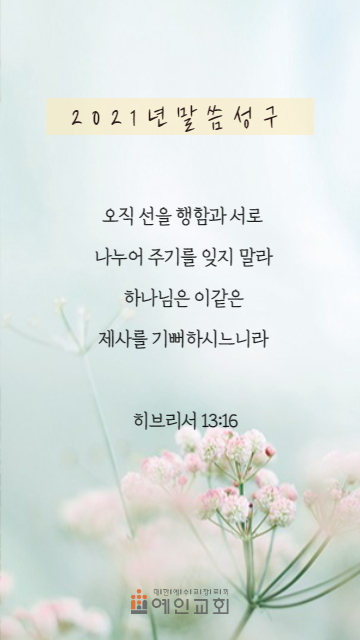 2021년말씀성구
오직 선을 행함과 서로
나누어 주기를 잊지 말라
하나님은 이같은
제사를 기뻐하시느니라
히브리서 13:16
예인교회